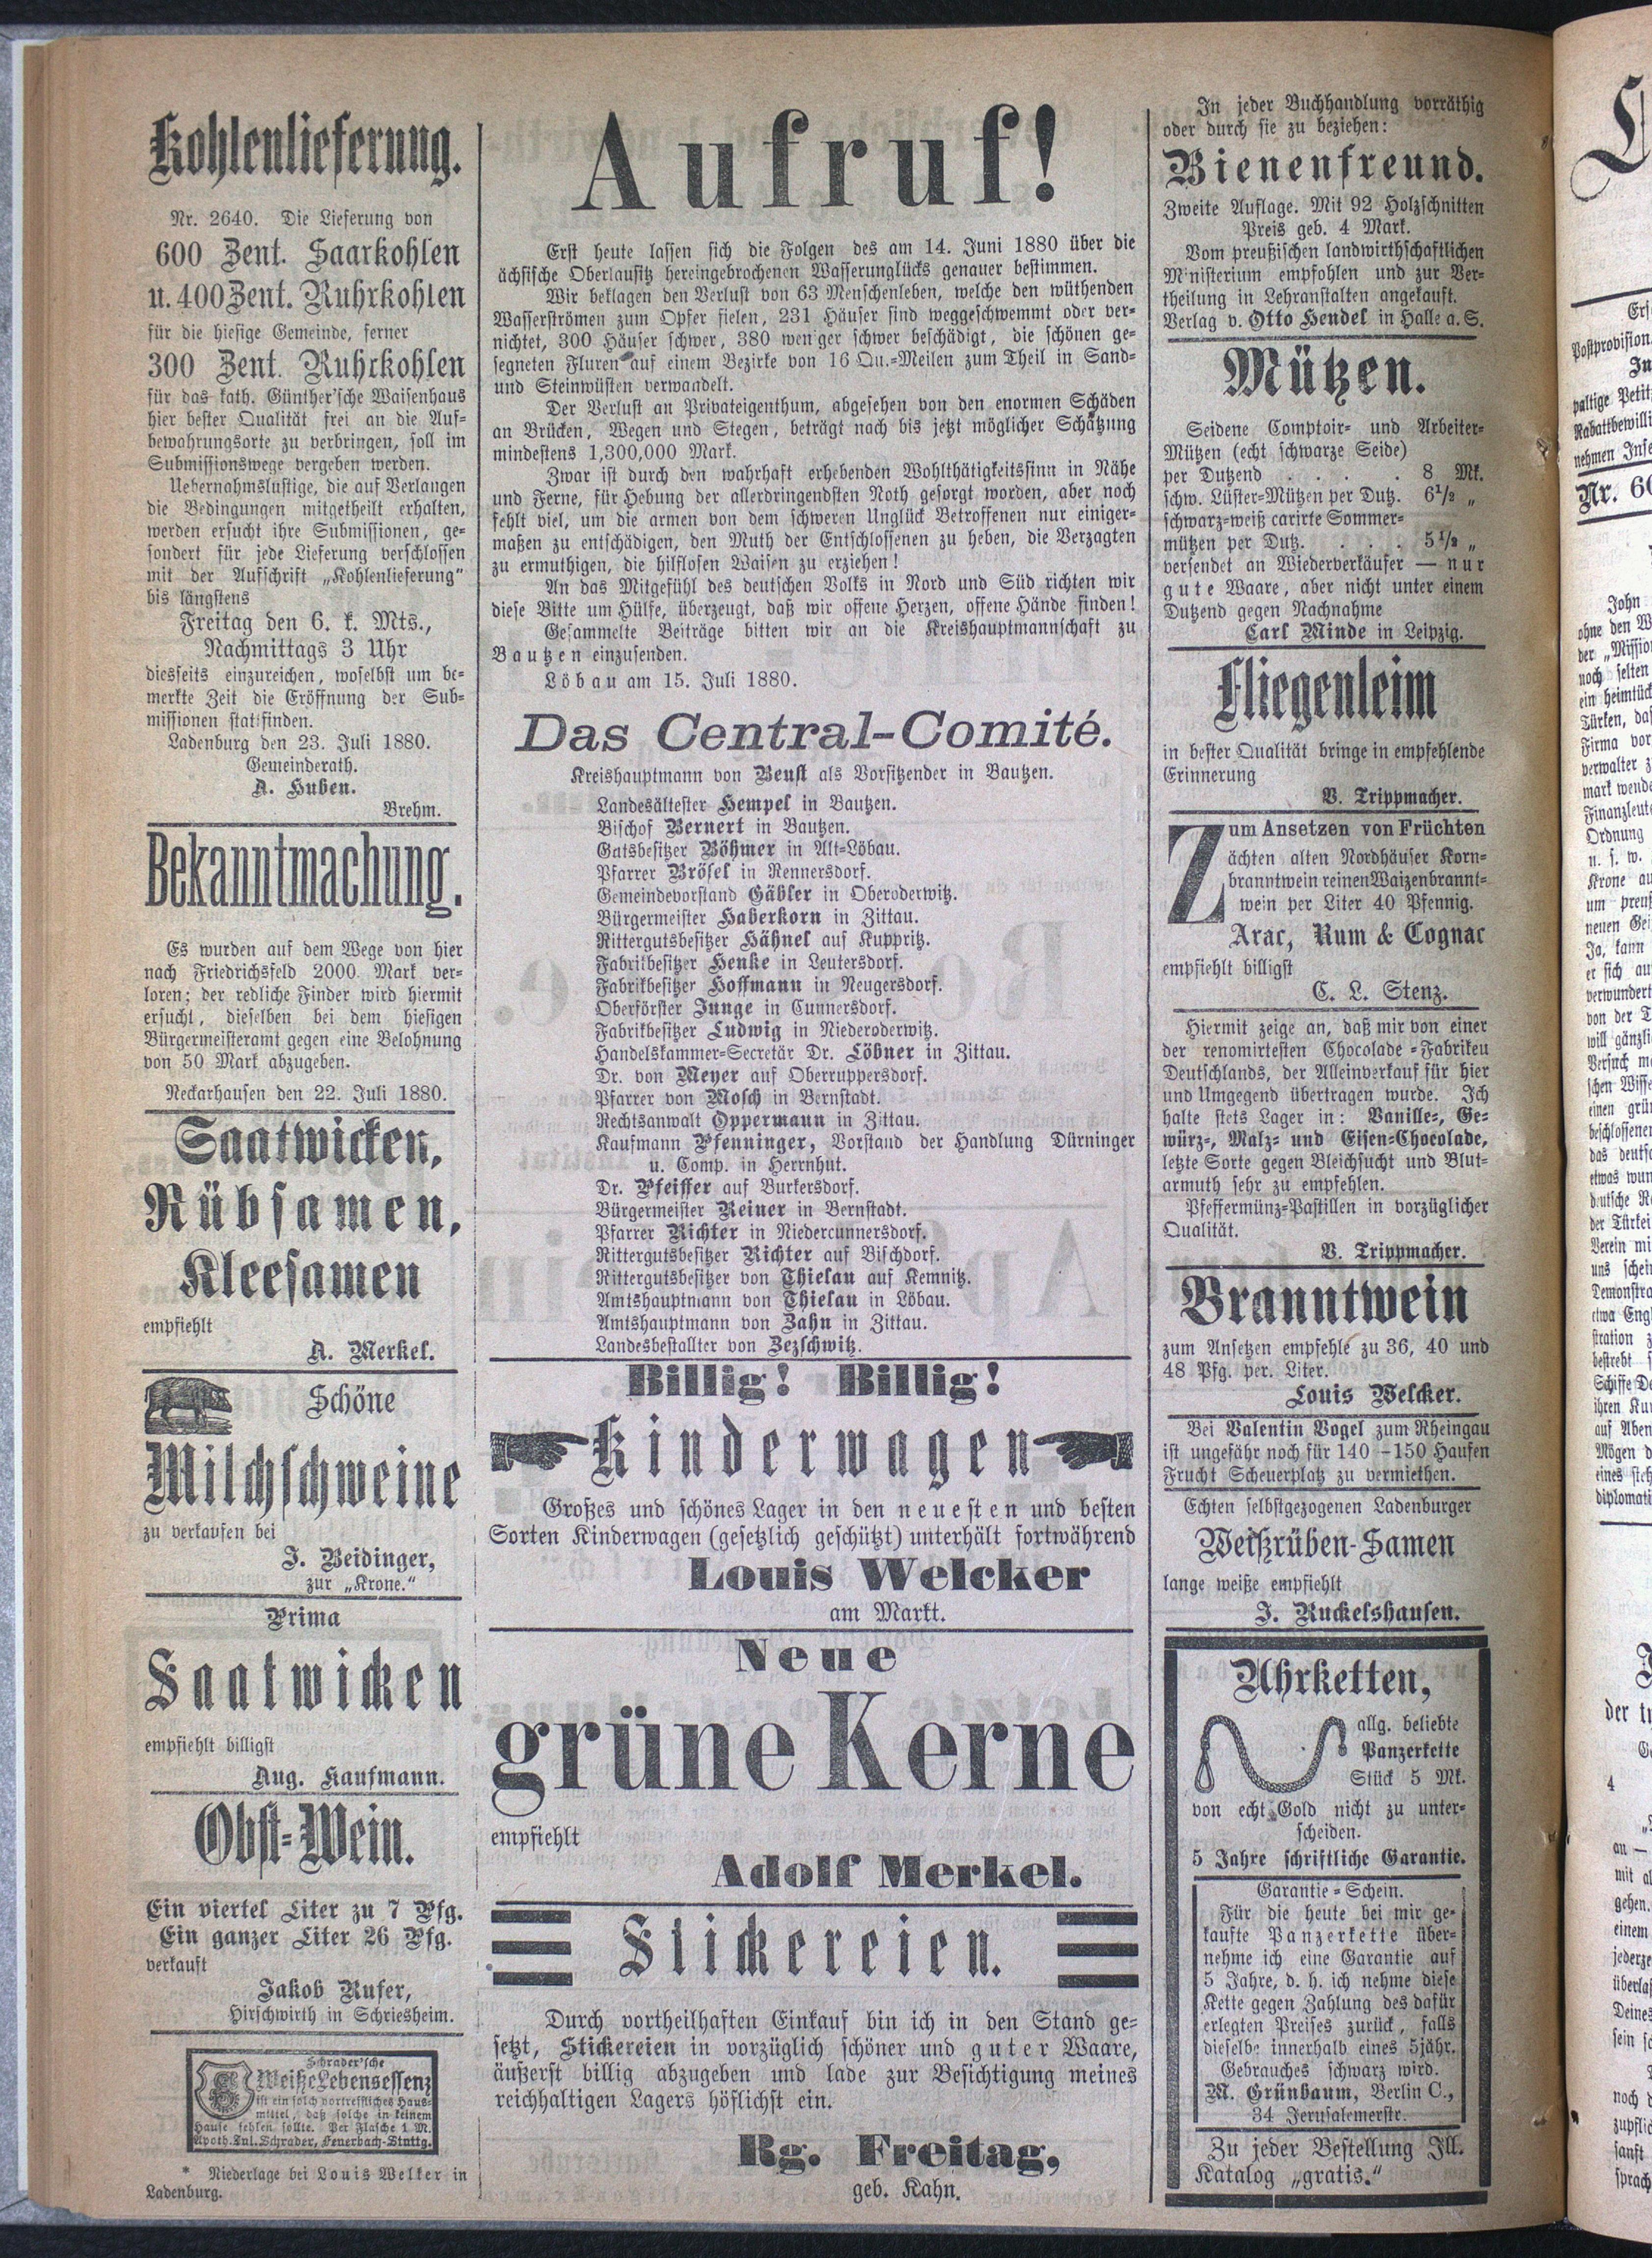 Kohlenlieferung.
Nr. 2640. Die Lieferung von
600 Zent. Saarkohlen
u. 400 Zent. Ruhrkohlen
für die hiesige Gemeinde, ferner
300 Zent. Ruhrkohlen
für das kath. Günther'sche Waisenhaus
hier bester Qualität frei an die Auf-
bewahrungsorte zu verbringen, soll im
Submissionswege vergeben werden.
Uebernahmslustige, die auf Verlangen
die Bedingungen mitgetheilt erhalten,
werden ersucht ihre Submissionen, ge-
sondert für jede Lieferung verschlossen
mit der Aufschrift „Kohlenlieferung"
bis längstens
Freitag den 6. k. Mts.,
Nachmittags 3 Uhr
diesseits einzureichen, woselbst um be-
merkte Zeit die Eröffnung der Sub-
missionen stattfinden.
Ladenburg den 23. Juli 1880.
Gemeinderath.
A. Huben.
Brehm.
Bekanntmachung.
Es wurden auf dem Wege von hier
nach Friedrichsfeld 2000 Mark ver-
loren; der redliche Finder wird hiermit
ersucht, dieselben bei dem hiesigen
Bürgermeisteramt gegen eine Belohnung
von 50 Mark abzugeben.
Neckarhausen den 22. Juli 1880.
Saatwicken,
Rübsamen,
Kleesamen
empfiehlt
A. Merkel.
Schöne
Milchschweine
zu verkaufen bei
J. Beidinger,
zur „Krone."
Prima
Saatwicken
empfiehlt billigst
Aug. Kaufmann.
Obst-Wein.
Ein viertel Liter zu 7 Pfg.
Ein ganzer Liter 26 Pfg.
verkauft
Jakob Rufer,
Hirschwirth in Schriesheim.
Schrader'sche
Weiße Lebensessenz
ist ein solch vortreffliches Haus-
mittel, daß solche in keinem
Hause fehlen sollte. Per Flasche 1 M.
Apoth. Jul. Schrader, Feuerbach-Stuttg.
* Niederlage bei Louis Welker in
Ladenburg.
Aufruf!
Erst heute lassen sich die Folgen des am 14. Juni 1880 über die
ächsische Oberlausitz hereingebrochenen Wasserunglücks genauer bestimmen.
Wir beklagen den Verlust von 63 Menschenleben, welche den wüthenden
Wasserströmen zum Opfer fielen, 231 Häuser sind weggeschwemmt oder ver-
nichtet, 300 Häuser schwer, 380 weniger schwer beschädigt, die schönen ge-
segneten Fluren auf einem Bezirke von 16 Qu.-Meilen zum Theil in Sand-
und Steinwüsten verwandelt.
Der Verlust an Privateigenthum, abgesehen von den enormen Schäden
an Brücken, Wegen und Stegen, beträgt nach bis jetzt möglicher Schätzung
mindestens 1,300,000 Mark.
Zwar ist durch den wahrhaft erhebenden Wohlthätigkeitssinn in Nähe
und Ferne, für Hebung der allerdringendsten Noth gesorgt worden, aber noch
fehlt viel, um die armen von dem schweren Unglück Betroffenen nur einiger-
maßen zu entschädigen, den Muth der Entschlossenen zu heben, die Verzagten
zu ermuthigen, die hilflosen Waisen zu erziehen!
An das Mitgefühl des deutschen Volks in Nord und Süd richten wir
diese Bitte um Hülfe, überzeugt, daß wir offene Herzen, offene Hände finden!
Gesammelte Beiträge bitten wir an die Kreishauptmannschaft zu
Bautzen einzusenden.
Löbau am 15. Juli 1880.
Das Central-Comité.
Kreishauptmann von Beust als Vorsitzender in Bautzen.
Landesältester Hempel in Bautzen.
Bischof Bernert in Bautzen.
Gutsbesitzer Böhmer in Alt-Löbau.
Pfarrer Brösel in Rennersdorf.
Gemeindevorstand Gäbler in Oberoderwitz.
Bürgermeister Haberkorn in Zittau.
Rittergutsbesitzer Hähnel auf Kuppritz.
Fabrikbesitzer Henke in Leutersdorf.
Fabrikbesitzer Hoffmann in Neugersdorf.
Oberförster Junge in Cunnersdorf.
Fabrikbesitzer Ludwig in Niederoderwitz.
Handelskammer-Secretär Dr. Löbner in Zittau.
Dr. von Meyer auf Oberruppersdorf.
Pfarrer von Mosch in Bernstadt.
Rechtsanwalt Oppermann in Zittau.
Kaufmann Pfenninger, Vorstand der Handlung Dürninger
u. Comp. in Herrnhut.
Dr. Pfeiffer auf Burkersdorf.
Bürgermeister Reiner in Bernstadt.
Pfarrer Richter in Niedercunnersdorf.
Rittergutsbesitzer Richter auf Bischdorf.
Rittergutsbesitzer von Thielau auf Kemnitz.
Amtshauptmann von Thielau in Löbau.
Amtshauptmann von Zahn in Zittau.
Landesbestallter von Zezschwitz.
Billig! Billig!
Kinderwagen
Großes und schönes Lager in den neuesten und besten
Sorten Kinderwagen (gesetzlich geschützt) unterhält fortwährend
Louis Welcker
am Markt.
Neue
grüne Kerne
empfiehlt
Adolf Merkel.
Stickereien.
Durch vortheilhaften Einkauf bin ich in den Stand ge-
setzt, Stickereien in vorzüglich schöner und guter Waare,
äußerst billig abzugeben und lade zur Besichtigung meines
reichhaltigen Lagers höflichst ein.
Rg. Freitag,
geb. Kahn.
In jeder Buchhandlung vorräthig
oder durch sie zu beziehen:
Bienenfreund.
Zweite Auflage. Mit 92 Holzschnitten
Preis geb. 4 Mark.
Vom preußischen landwirthschaftlichen
Ministerium empfohlen und zur Ver-
theilung in Lehranstalten angekauft.
Verlag v. Otto Hendel in Halle a. S.
Mützen.
Seidene Comptoir- und Arbeiter-
Mützen (echt schwarze Seide)
per Dutzend . . . . . 8 Mk.
schw. Lüster-Mützen per Dutz. 6 1/2 „
schwarz-weiß carirte Sommer-
mützen per Dutz. . . . . 5 1/2 „
versendet an Wiederverkäufer — nur
gute Waare, aber nicht unter einem
Dutzend gegen Nachnahme
Carl Minde in Leipzig.
Fliegenleim
in bester Qualität bringe in empfehlende
Erinnerung
V. Trippmacher.
Zum Ansetzen von Früchten
ächten alten Nordhäuser Korn-
branntwein reinen Waizenbrannt-
wein per Liter 40 Pfennig.
Arac, Rum & Cognac
empfiehlt billigst
C. L. Stenz.
Hiermit zeige an, daß mir von einer
der renomirtesten Chocolade-Fabriken
Deutschlands, der Alleinverkauf für hier
und Umgegend übertragen wurde. Ich
halte stets Lager in: Vanille-, Ge-
würz-, Malz- und Eisen-Chocolade,
letzte Sorte gegen Bleichsucht und Blut-
armuth sehr zu empfehlen.
Pfeffermünz-Pastillen in vorzüglicher
Qualität.
V. Trippmacher.
Branntwein
zum Ansetzen empfehle zu 36, 40 und
48 Pfg. per. Liter.
Louis Welcker.
Bei Valentin Vogel zum Rheingau
ist ungefähr noch für 140 -150 Haufen
Frucht Scheuerplatz zu vermiethen.
Echten selbstgezogenen Ladenburger
Weißrüben-Samen
lange weiße empfiehlt
J. Ruckelshausen.
Uhrketten,
allg. beliebte
Panzerkette
Stück 5 Mk.
von echt Gold nicht zu unter-
scheiden.
5 Jahre schriftliche Garantie.
Garantie-Schein.
Für die heute bei mir ge-
kaufte Panzerkette über-
nehme ich eine Garantie auf
5 Jahre, d. h. ich nehme diese
Kette gegen Zahlung des dafür
erlegten Preises zurück, falls
dieselbe innerhalb eines 5jähr.
Gebrauches schwarz wird.
M. Grünbaum, Berlin C.,
34 Jerusalemerstr.
Zu jeder Bestellung Ill.
Katalog „gratis."